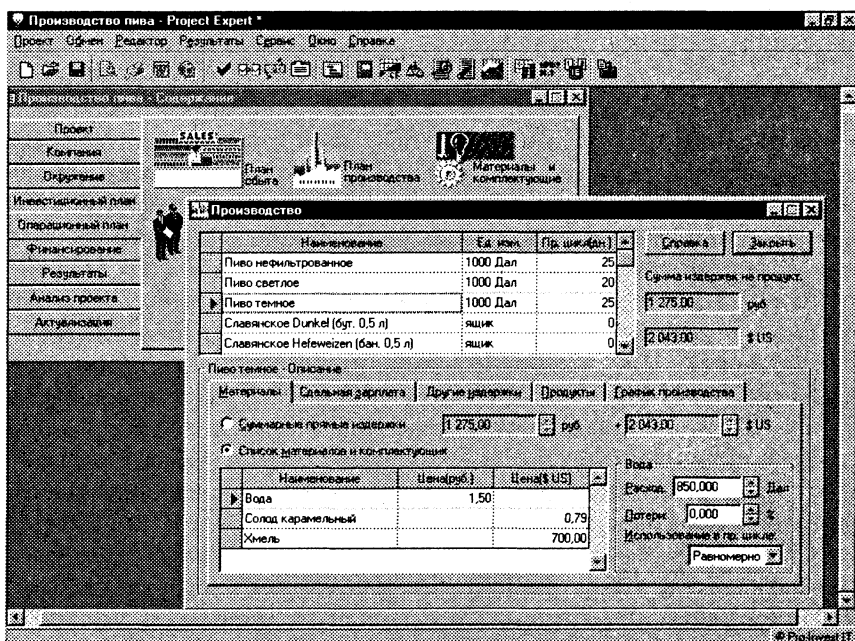 Производство пива - Project Expert *
Проект Обмен Редактор Результаты Сервис Окно Справка
Производство пива - Содержание
Проект
Компания
Окружение
Инвестиционный план
Операционный план
Финансирование
Результаты
Анализ проекта
Актуализация
SALES
План сбыта
План производства
Материалы и комплектующие
Производство
Наименование Ед. изм. Пр. цикл(дн.)
Пиво нефильтрованное 1000 Дал 25
Пиво светлое 1000 Дал 20
Пиво темное 1000 Дал 25
Славянское Dunkel (бут. 0,5 л) ящик 0
Славянское Hefeweizen (бан. 0,5 л) ящик 0
Справка Закрыть
Сумма издержек на продукт.
1 275,00 руб
2 043,00 $ US
Пиво темное - Описание
Материалы Сдельная зарплата Другие издержки Продукты График производства
Суммарные прямые издержки 1 275,00 руб + 2 043,00 $ US
Список материалов и комплектующих
Наименование Цена(руб.) Цена($ US)
Вода 1,50
Солод карамельный 0,79
Хмель 700,00
Вода
Расход: 850,000 Дал
Потери: 0,000 %
Использование в пр. цикле:
Равномерно